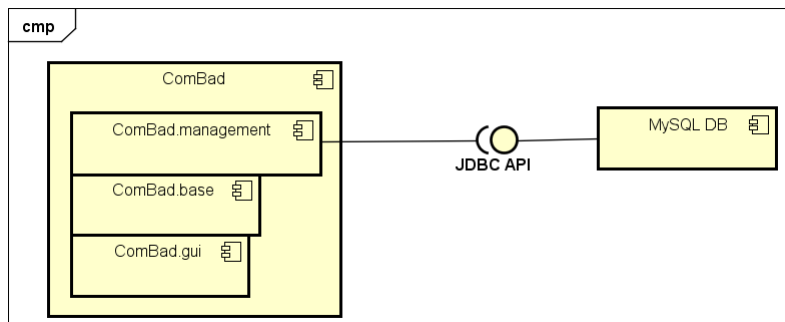 cmp
ComBad
ComBad.management
ComBad.base
ComBad.gui
JDBC API
MySQL DB